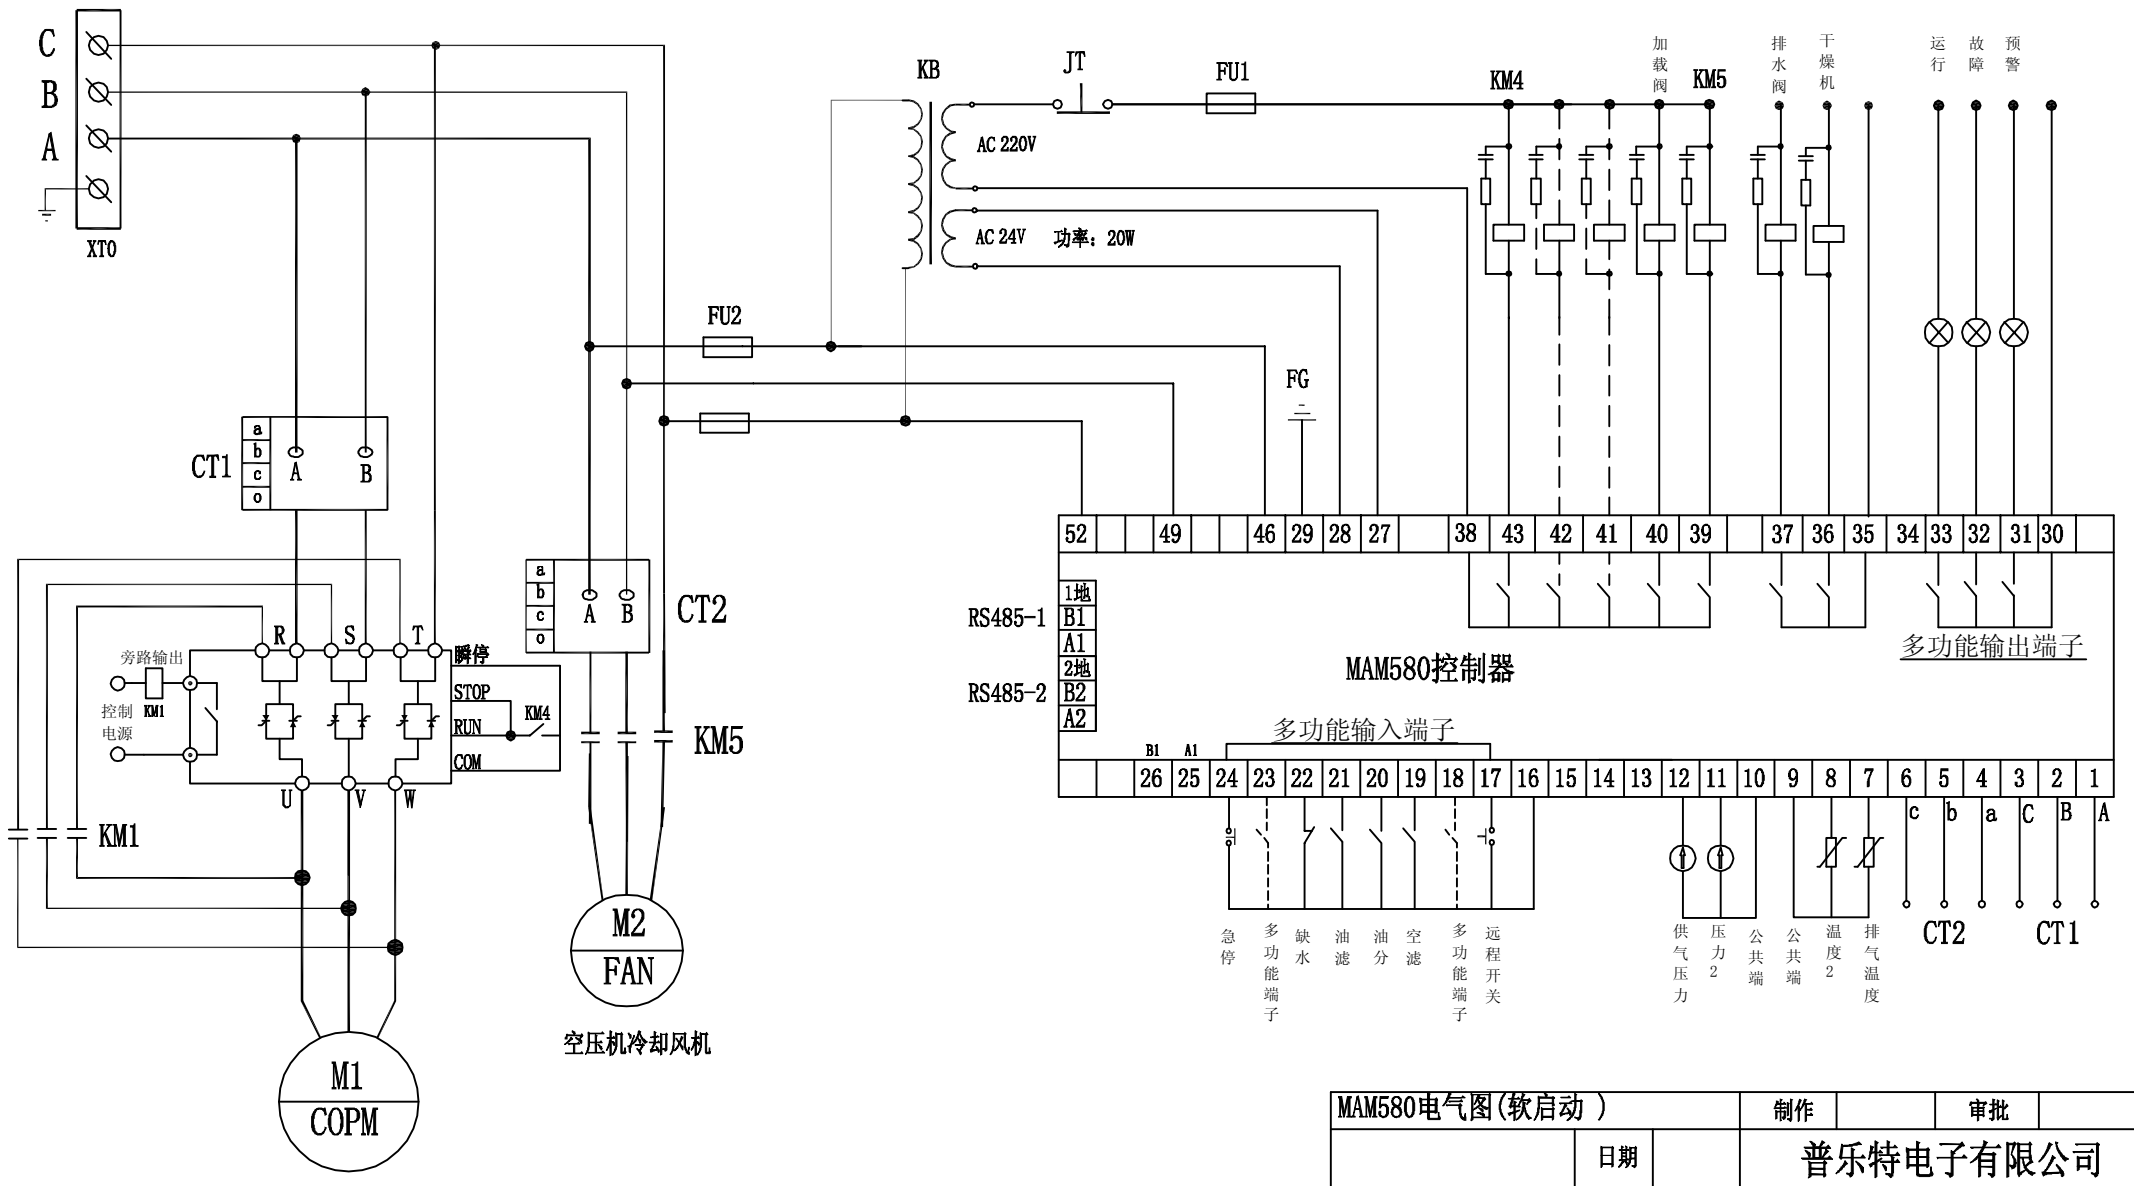 C
B
A
XT0
KB
JT
FU1
KM4
加载阀
KM5
排水阀
干燥机
运行
故障
预警
AC 220V
AC 24V
功率: 20W
FU2
FG
CT1
a
b
c
o
A
B
CT2
a
b
c
o
A
B
52
49
46
29
28
27
38
43
42
41
40
39
37
36
35
34
33
32
31
30
RS485-1
1地
B1
A1
RS485-2
2地
B2
A2
MAM580控制器
多功能输出端子
多功能输入端子
B1
A1
26
25
24
23
22
21
20
19
18
17
16
15
14
13
12
11
10
9
8
7
6
5
4
3
2
1
c
b
a
C
B
A
CT2
CT1
急停
多功能端子
缺水
油滤
油分
空滤
多功能端子
远程开关
供气压力
压力2
公共端
公共端
温度2
排气温度
R
S
T
旁路输出
KM1
控制
电源
瞬停
STOP
RUN
COM
KM4
U
V
W
KM1
KM5
M1
COPM
M2
FAN
空压机冷却风机
MAM580电气图(软启动 )
制作
审批
日期
普乐特电子有限公司